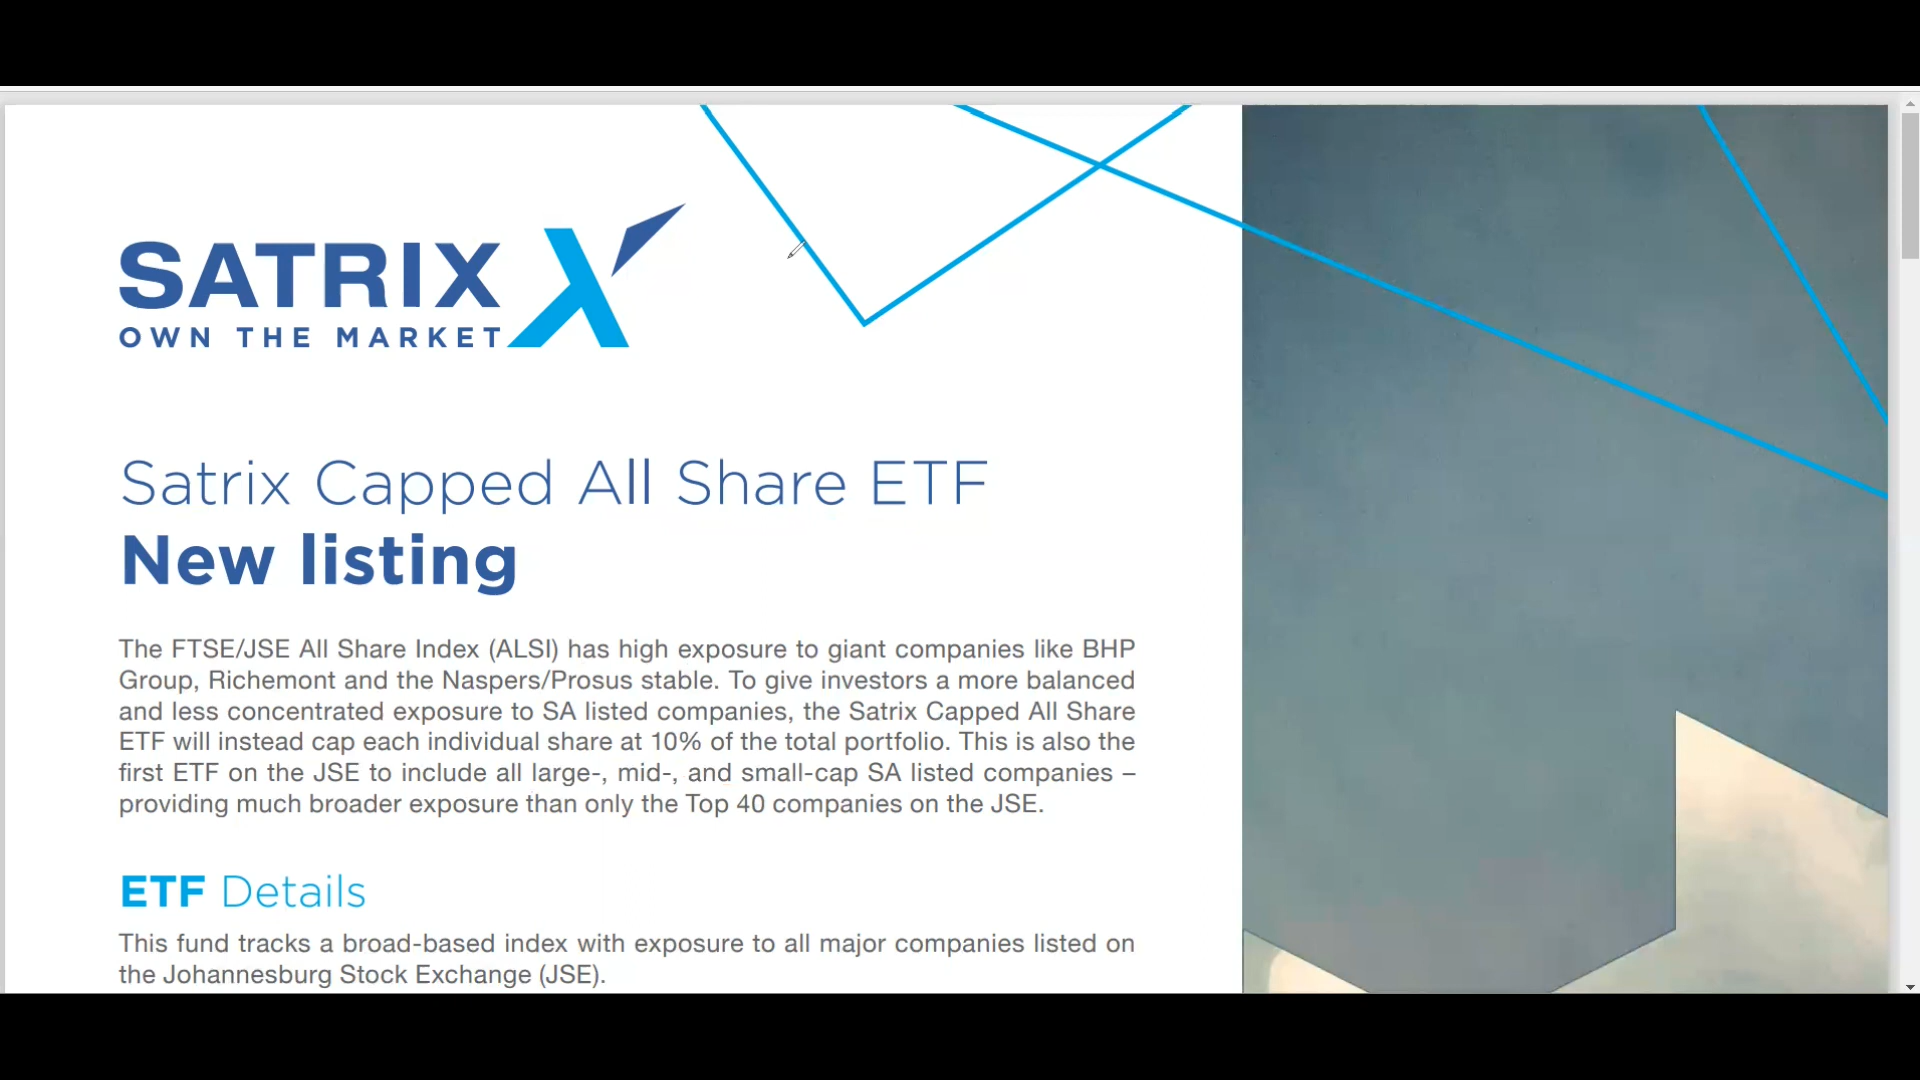 SATRIX
OWN THE MARKET
Satrix Capped All Share ETF
New listing
The FTSE/JSE All Share Index (ALSI) has high exposure to giant companies like BHP
Group, Richemont and the Naspers/Prosus stable. To give investors a more balanced
and less concentrated exposure to SA listed companies, the Satrix Capped All Share
ETF will instead cap each individual share at 10% of the total portfolio. This is also the
first ETF on the JSE to include all large-, mid-, and small-cap SA listed companies –
providing much broader exposure than only the Top 40 companies on the JSE.
ETF Details
This fund tracks a broad-based index with exposure to all major companies listed on
the Johannesburg Stock Exchange (JSE).